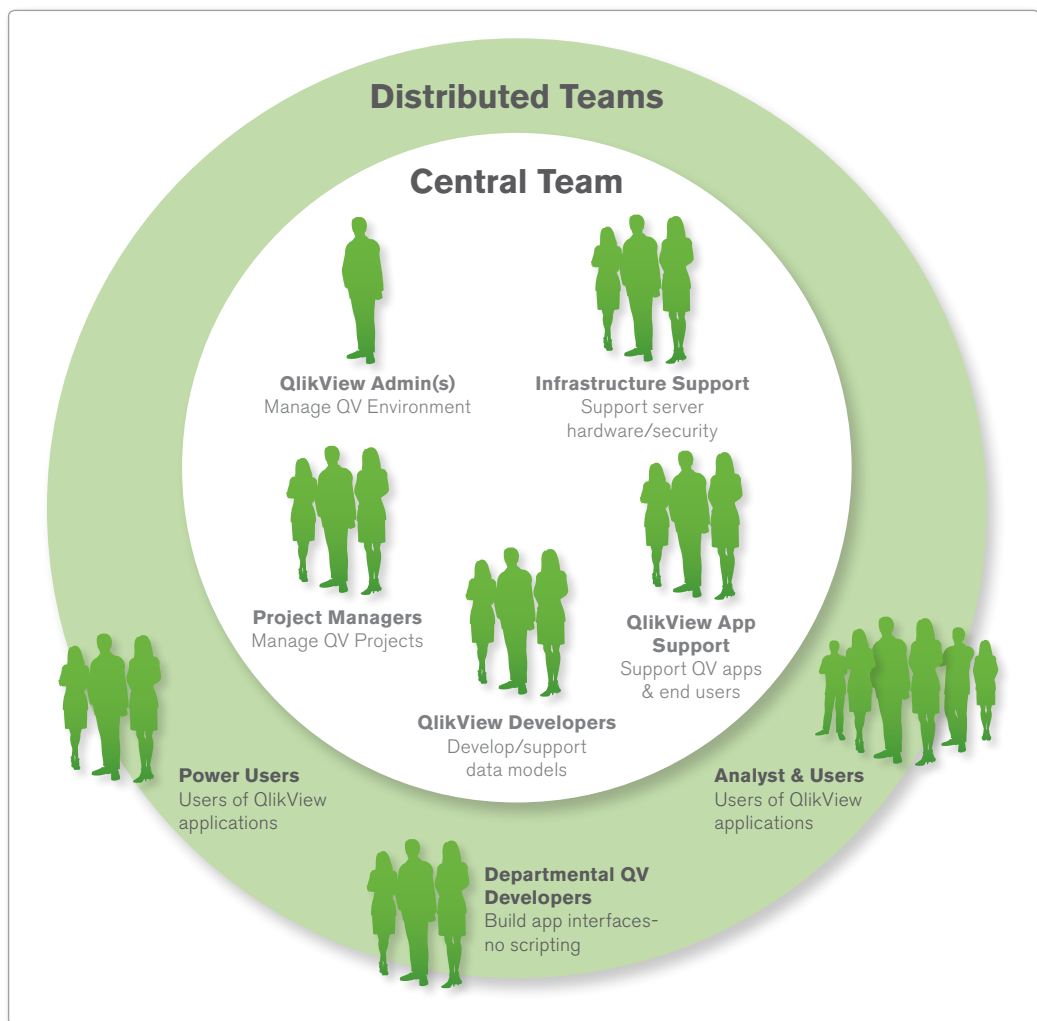 Distributed Teams
Central Team
QlikView Admin(s)
Manage QV Environment
Infrastructure Support
Support server
hardware/security
Project Managers
Manage QV Projects
QlikView App
Support
Support QV apps
& end users
QlikView Developers
Develop/support
data models
Power Users
Users of QlikView
applications
Analyst & Users
Users of QlikView
applications
Departmental QV
Developers
Build app interfaces-
no scripting